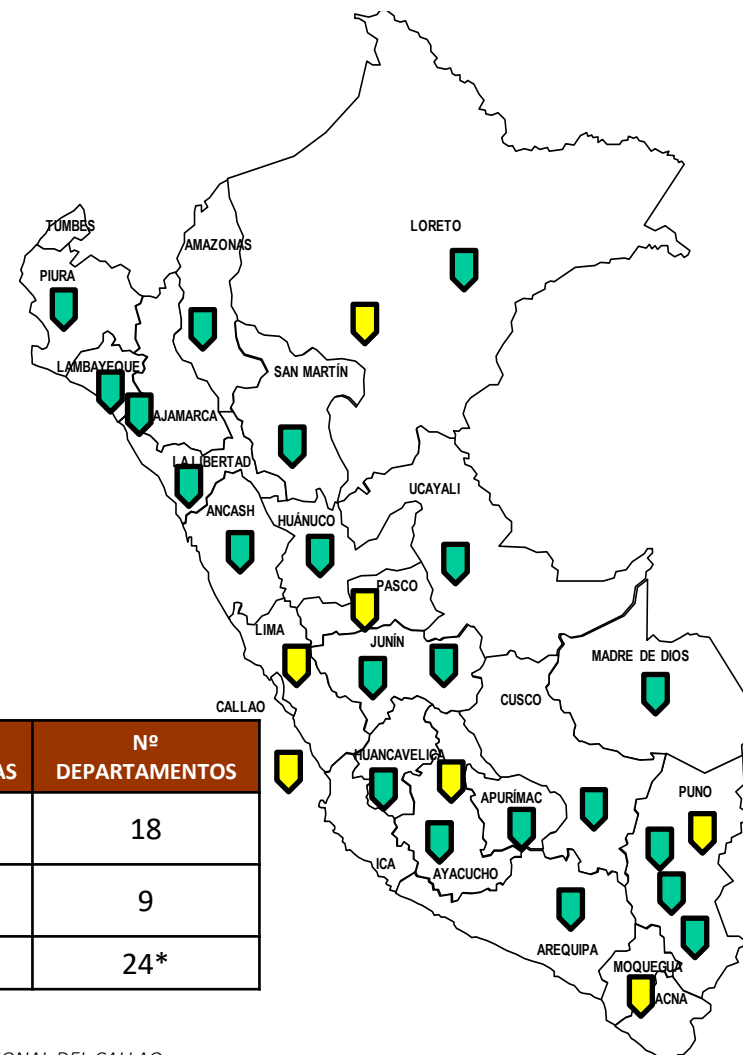 LORETO
TUMBES
AMAZONAS
PIURA
LAMBAYEQUE
SAN MARTÍN
AJAMARCA
LA LIBERTAD
UCAYALI
ANCASH
HUÁNUCO
PASCO
LIMA
JUNÍN
MADRE DE DIOS
CUSCO
CALLAO
HUANCAVELICA
APURÍMAC
PUNO
ICA
AYACUCHO
AREQUIPA
MOQUEGUA
ACNA
AS
Nº
DEPARTAMENTOS
18
9
24*